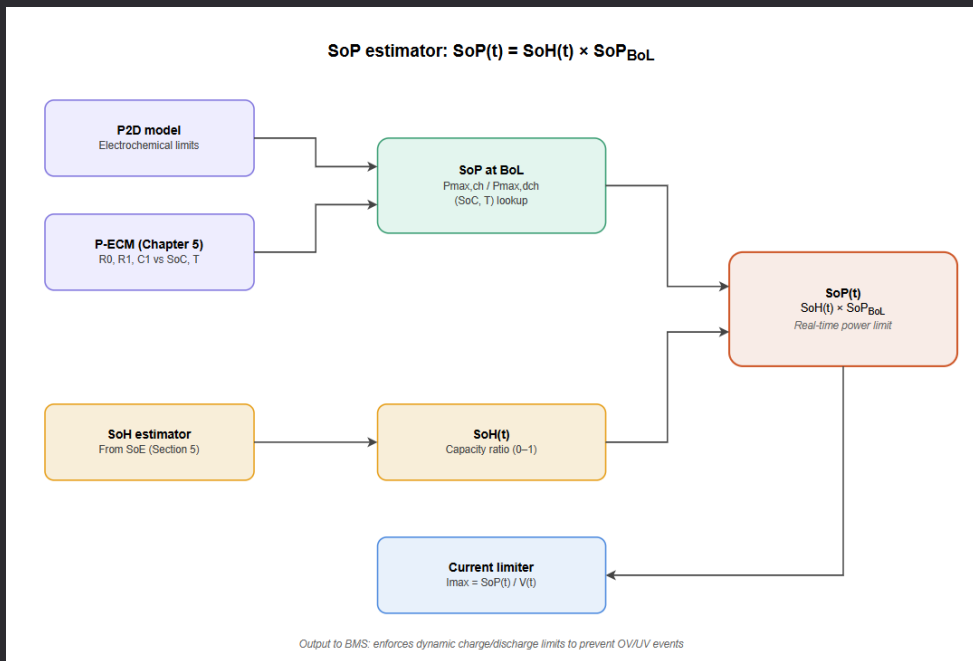 SoP estimator: SoP(t) = SoH(t) × SoPBoL
P2D model
Electrochemical limits
SoP at BoL
Pmax,ch / Pmax,dch
(SoC, T) lookup
P-ECM (Chapter 5)
R0, R1, C1 vs SoC, T
SoP(t)
SoH(t) × SoPBoL
Real-time power limit
SoH estimator
From SoE (Section 5)
SoH(t)
Capacity ratio (0–1)
Current limiter
Imax = SoP(t) / V(t)
Output to BMS: enforces dynamic charge/discharge limits to prevent OV/UV events